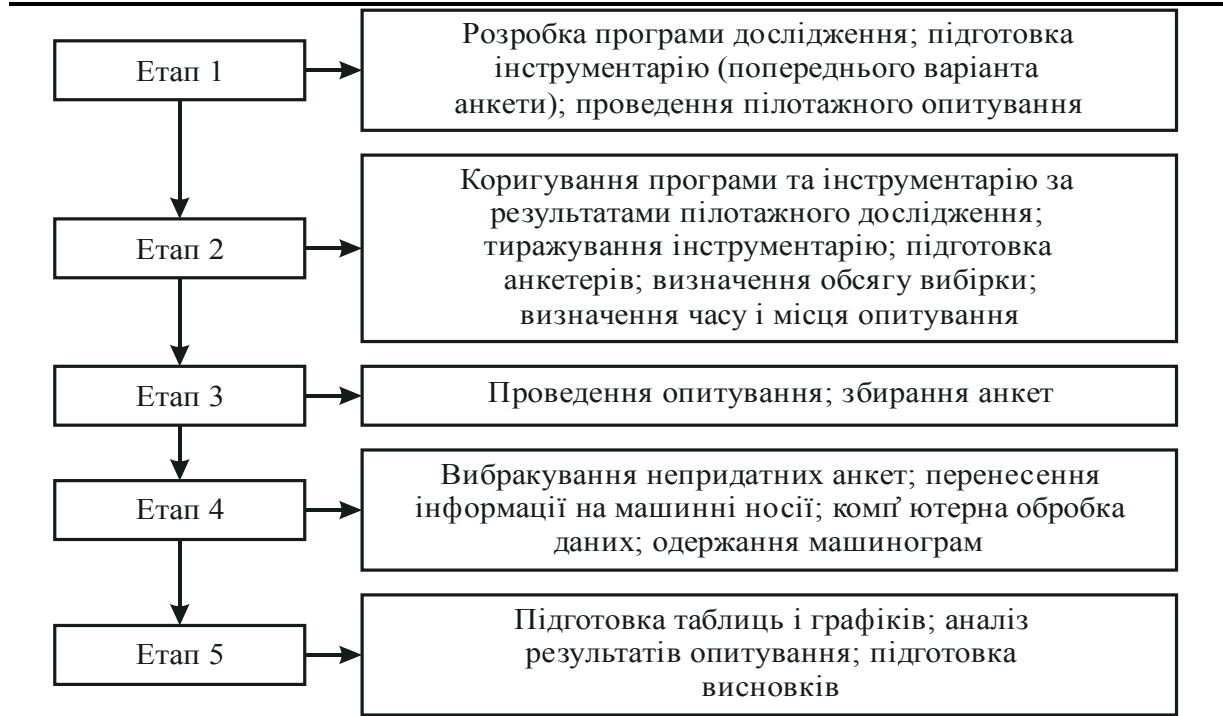 Етап 1
Розробка програми дослідження; підготовка
інструментарію (попереднього варіанта
анкети); проведення пілотажного опитування
Етап 2
Коригування програми та інструментарію за
результатами пілотажного дослідження;
тиражування інструментарію; підготовка
анкетерів; визначення обсягу вибірки;
визначення часу і місця опитування
Етап 3
Проведення опитування; збирання анкет
Етап 4
Вибракування непридатних анкет; перенесення
інформації на машинні носії; комп’ютерна обробка
даних; одержання машинограм
Етап 5
Підготовка таблиць і графіків; аналіз
результатів опитування; підготовка
висновків